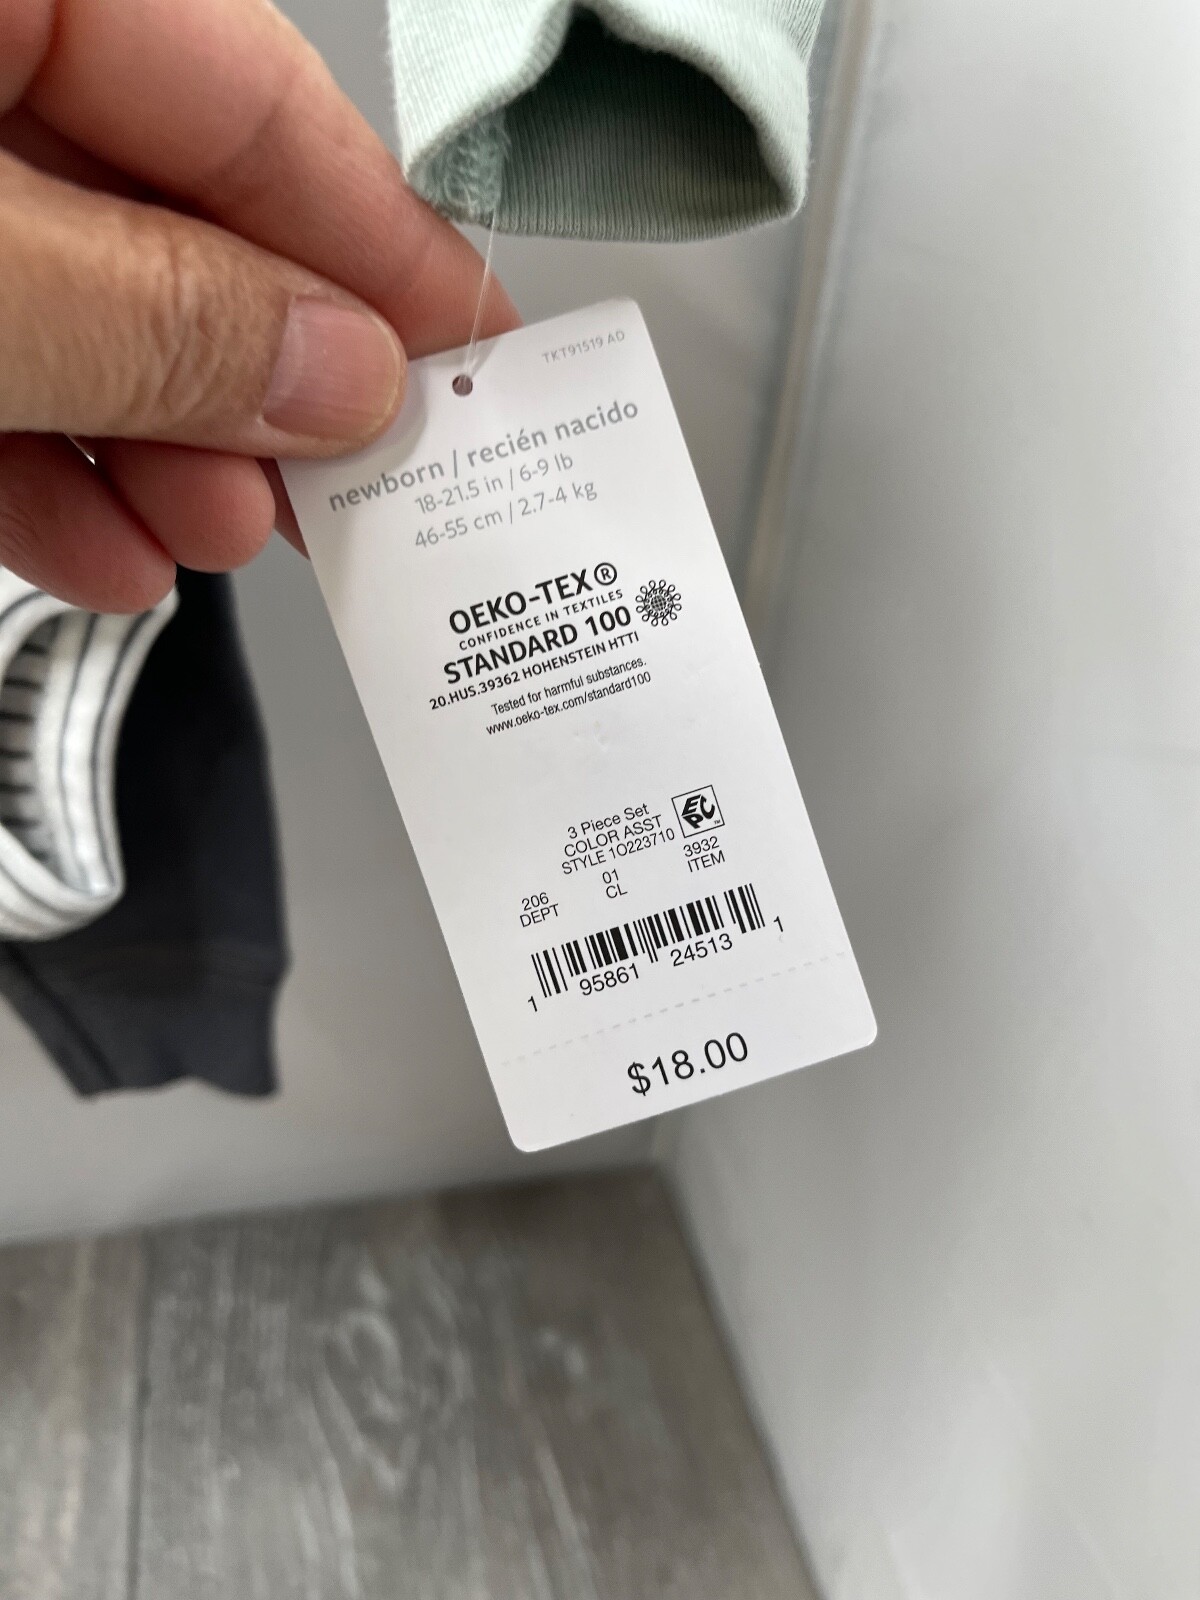 TKT91519 AD
newborn / recién nacido
18-21.5 in / 6-9 lb
46-55 cm / 2.7-4 kg
OEKO-TEX®
CONFIDENCE IN TEXTILES
STANDARD 100
20.HUS.39362 HOHENSTEIN HTTI
Tested for harmful substances.
www.oeko-tex.com/standard100
3 Piece Set
COLOR ASST
STYLE 1O223710
EPC™
206
DEPT
01
CL
3932
ITEM
1 95861 24513 1
$18.00